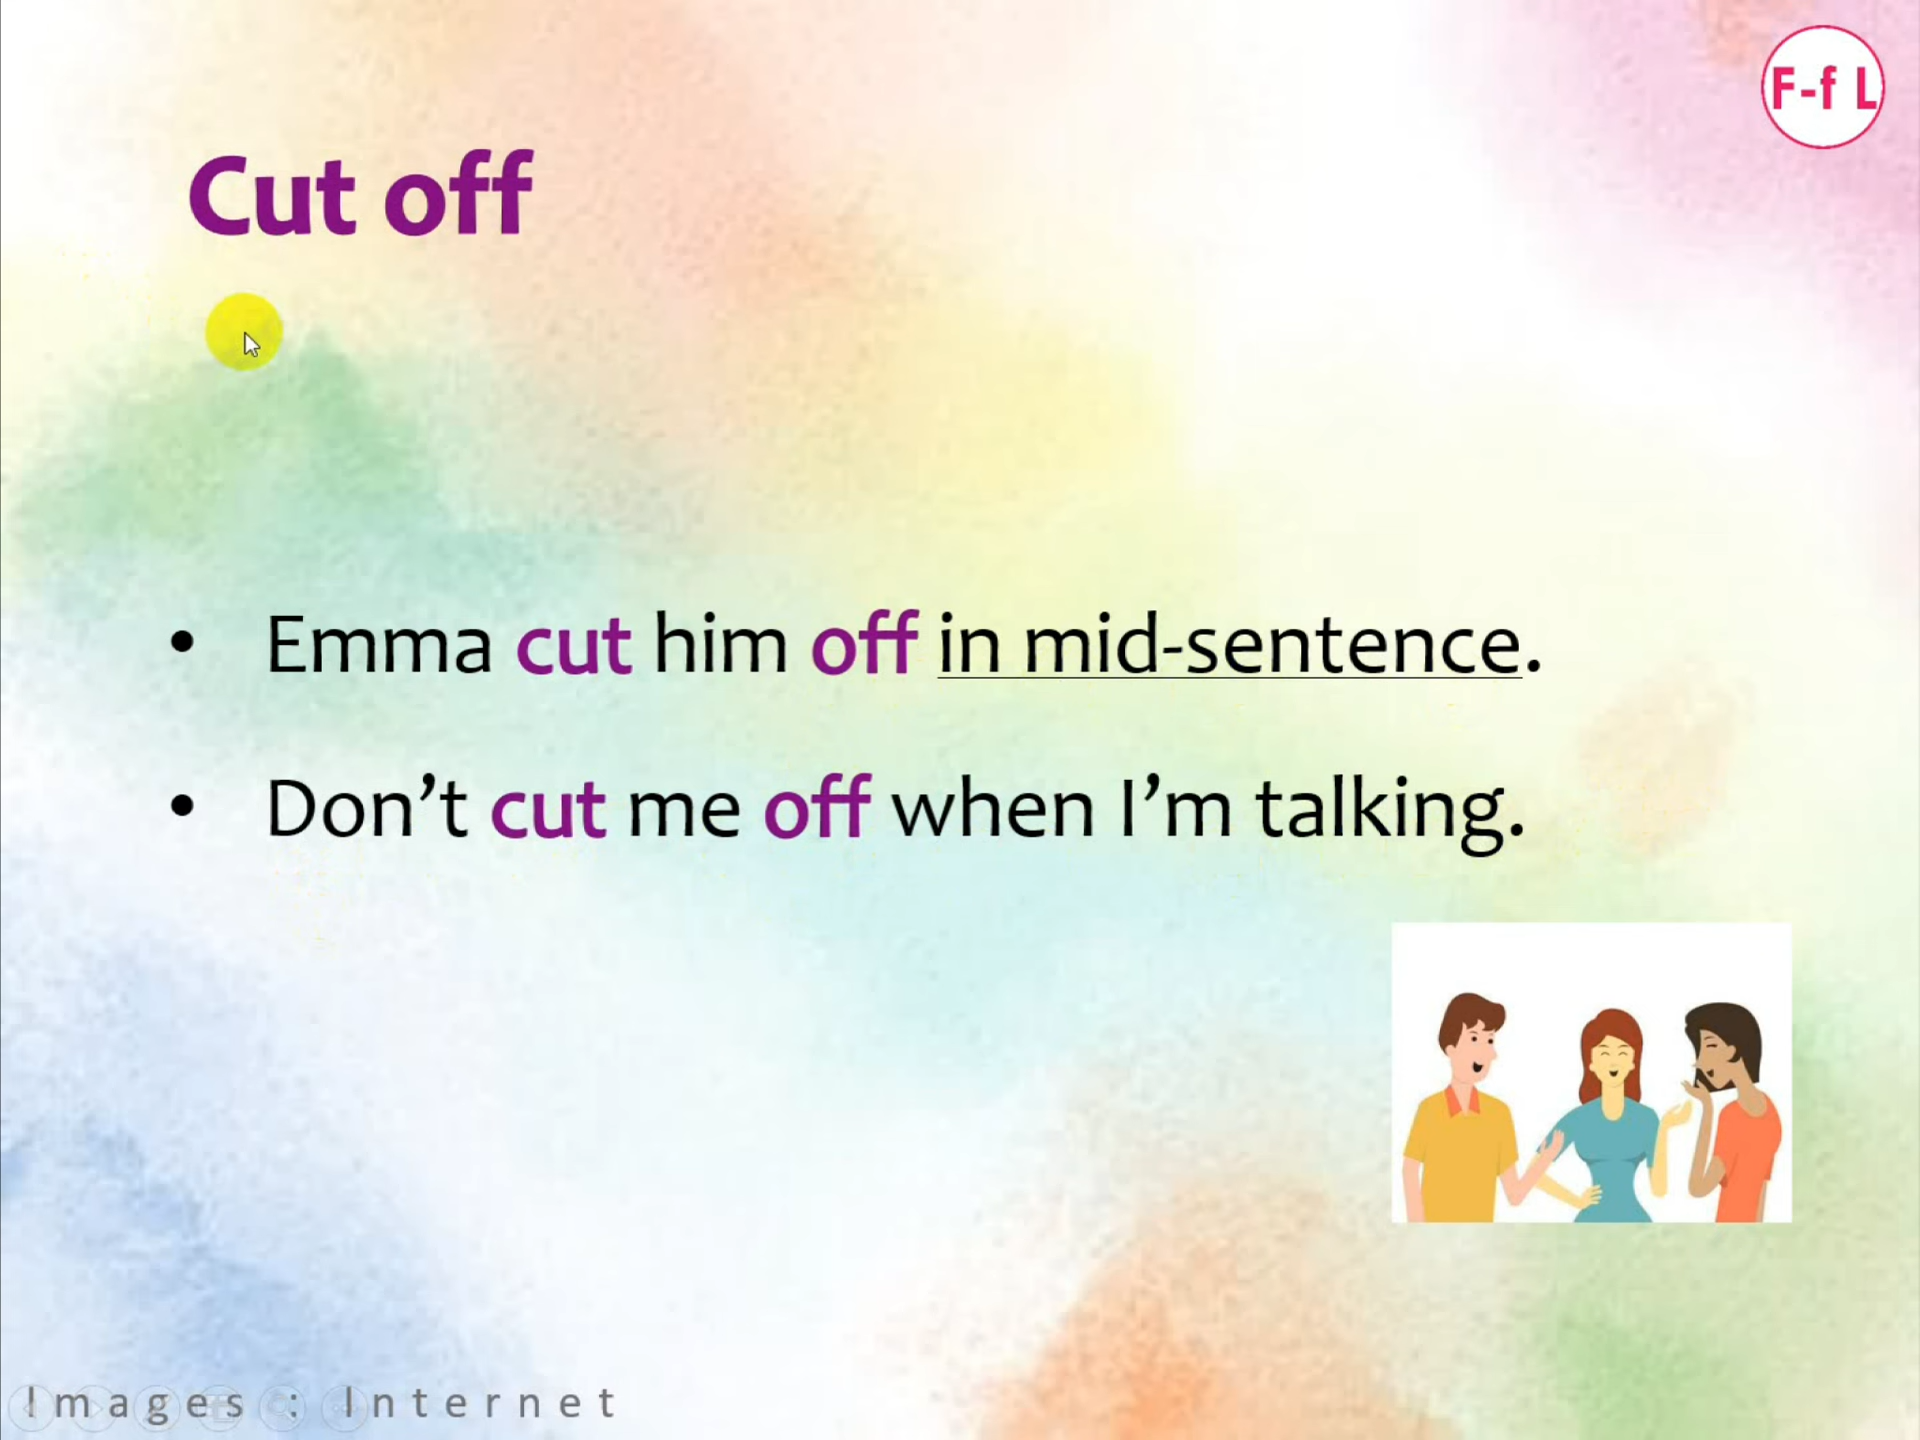 F-f L
Cut off
• Emma cut him off in mid-sentence.
• Don’t cut me off when I’m talking.
Images : Internet